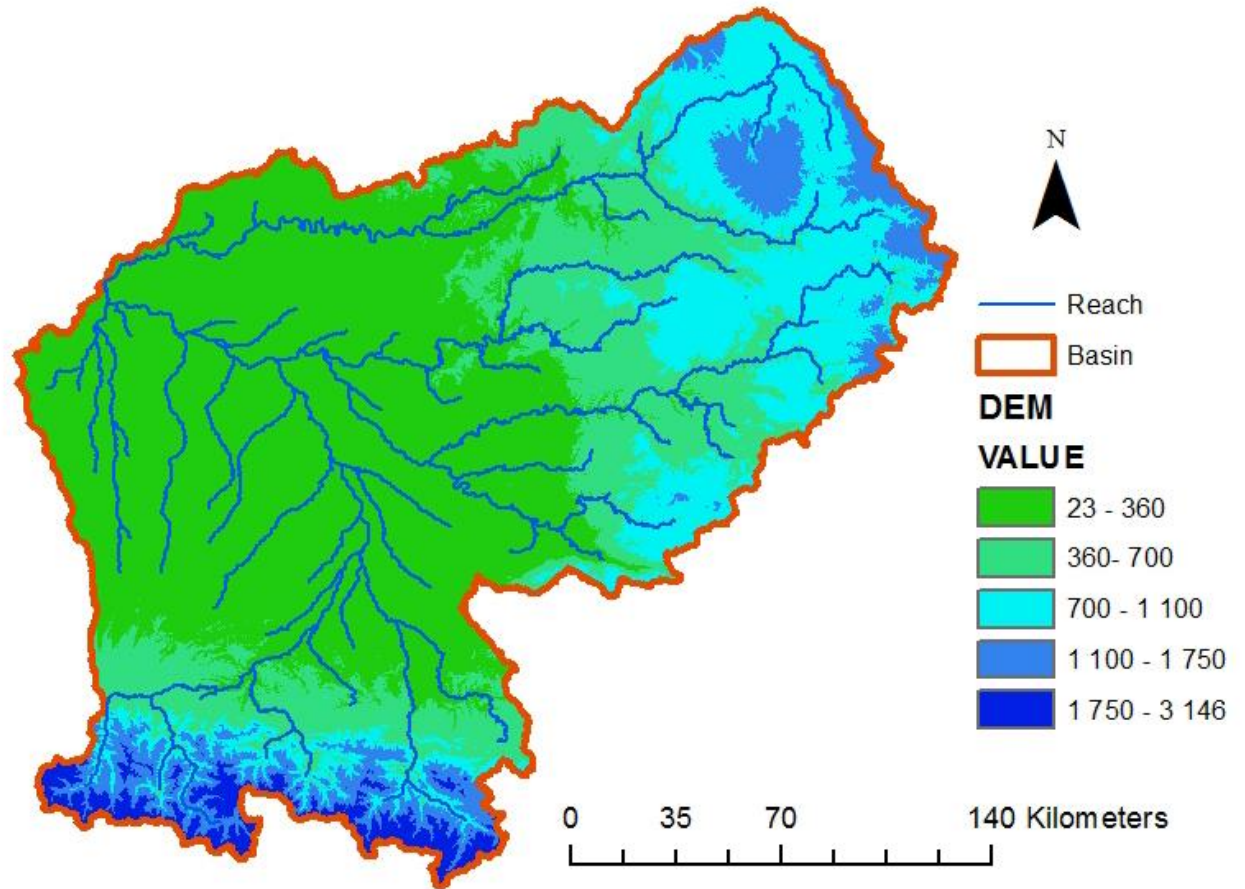 N
Reach
Basin
DEM
VALUE
23 - 360
360- 700
700 - 1 100
1 100 - 1 750
1 750 - 3 146
0 35 70 140 Kilometers